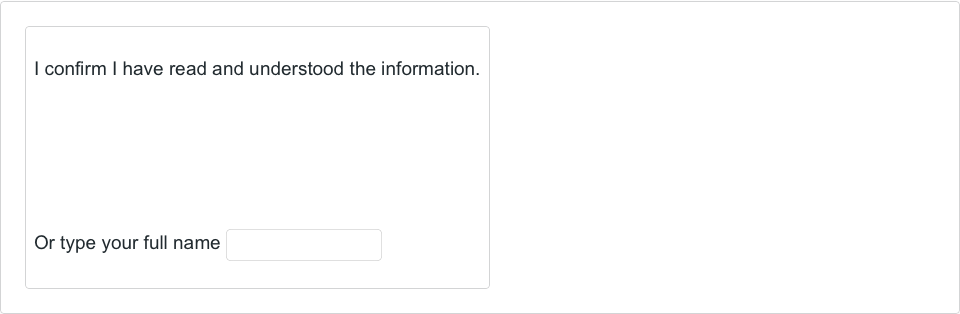 I confirm I have read and understood the information.
Or type your full name